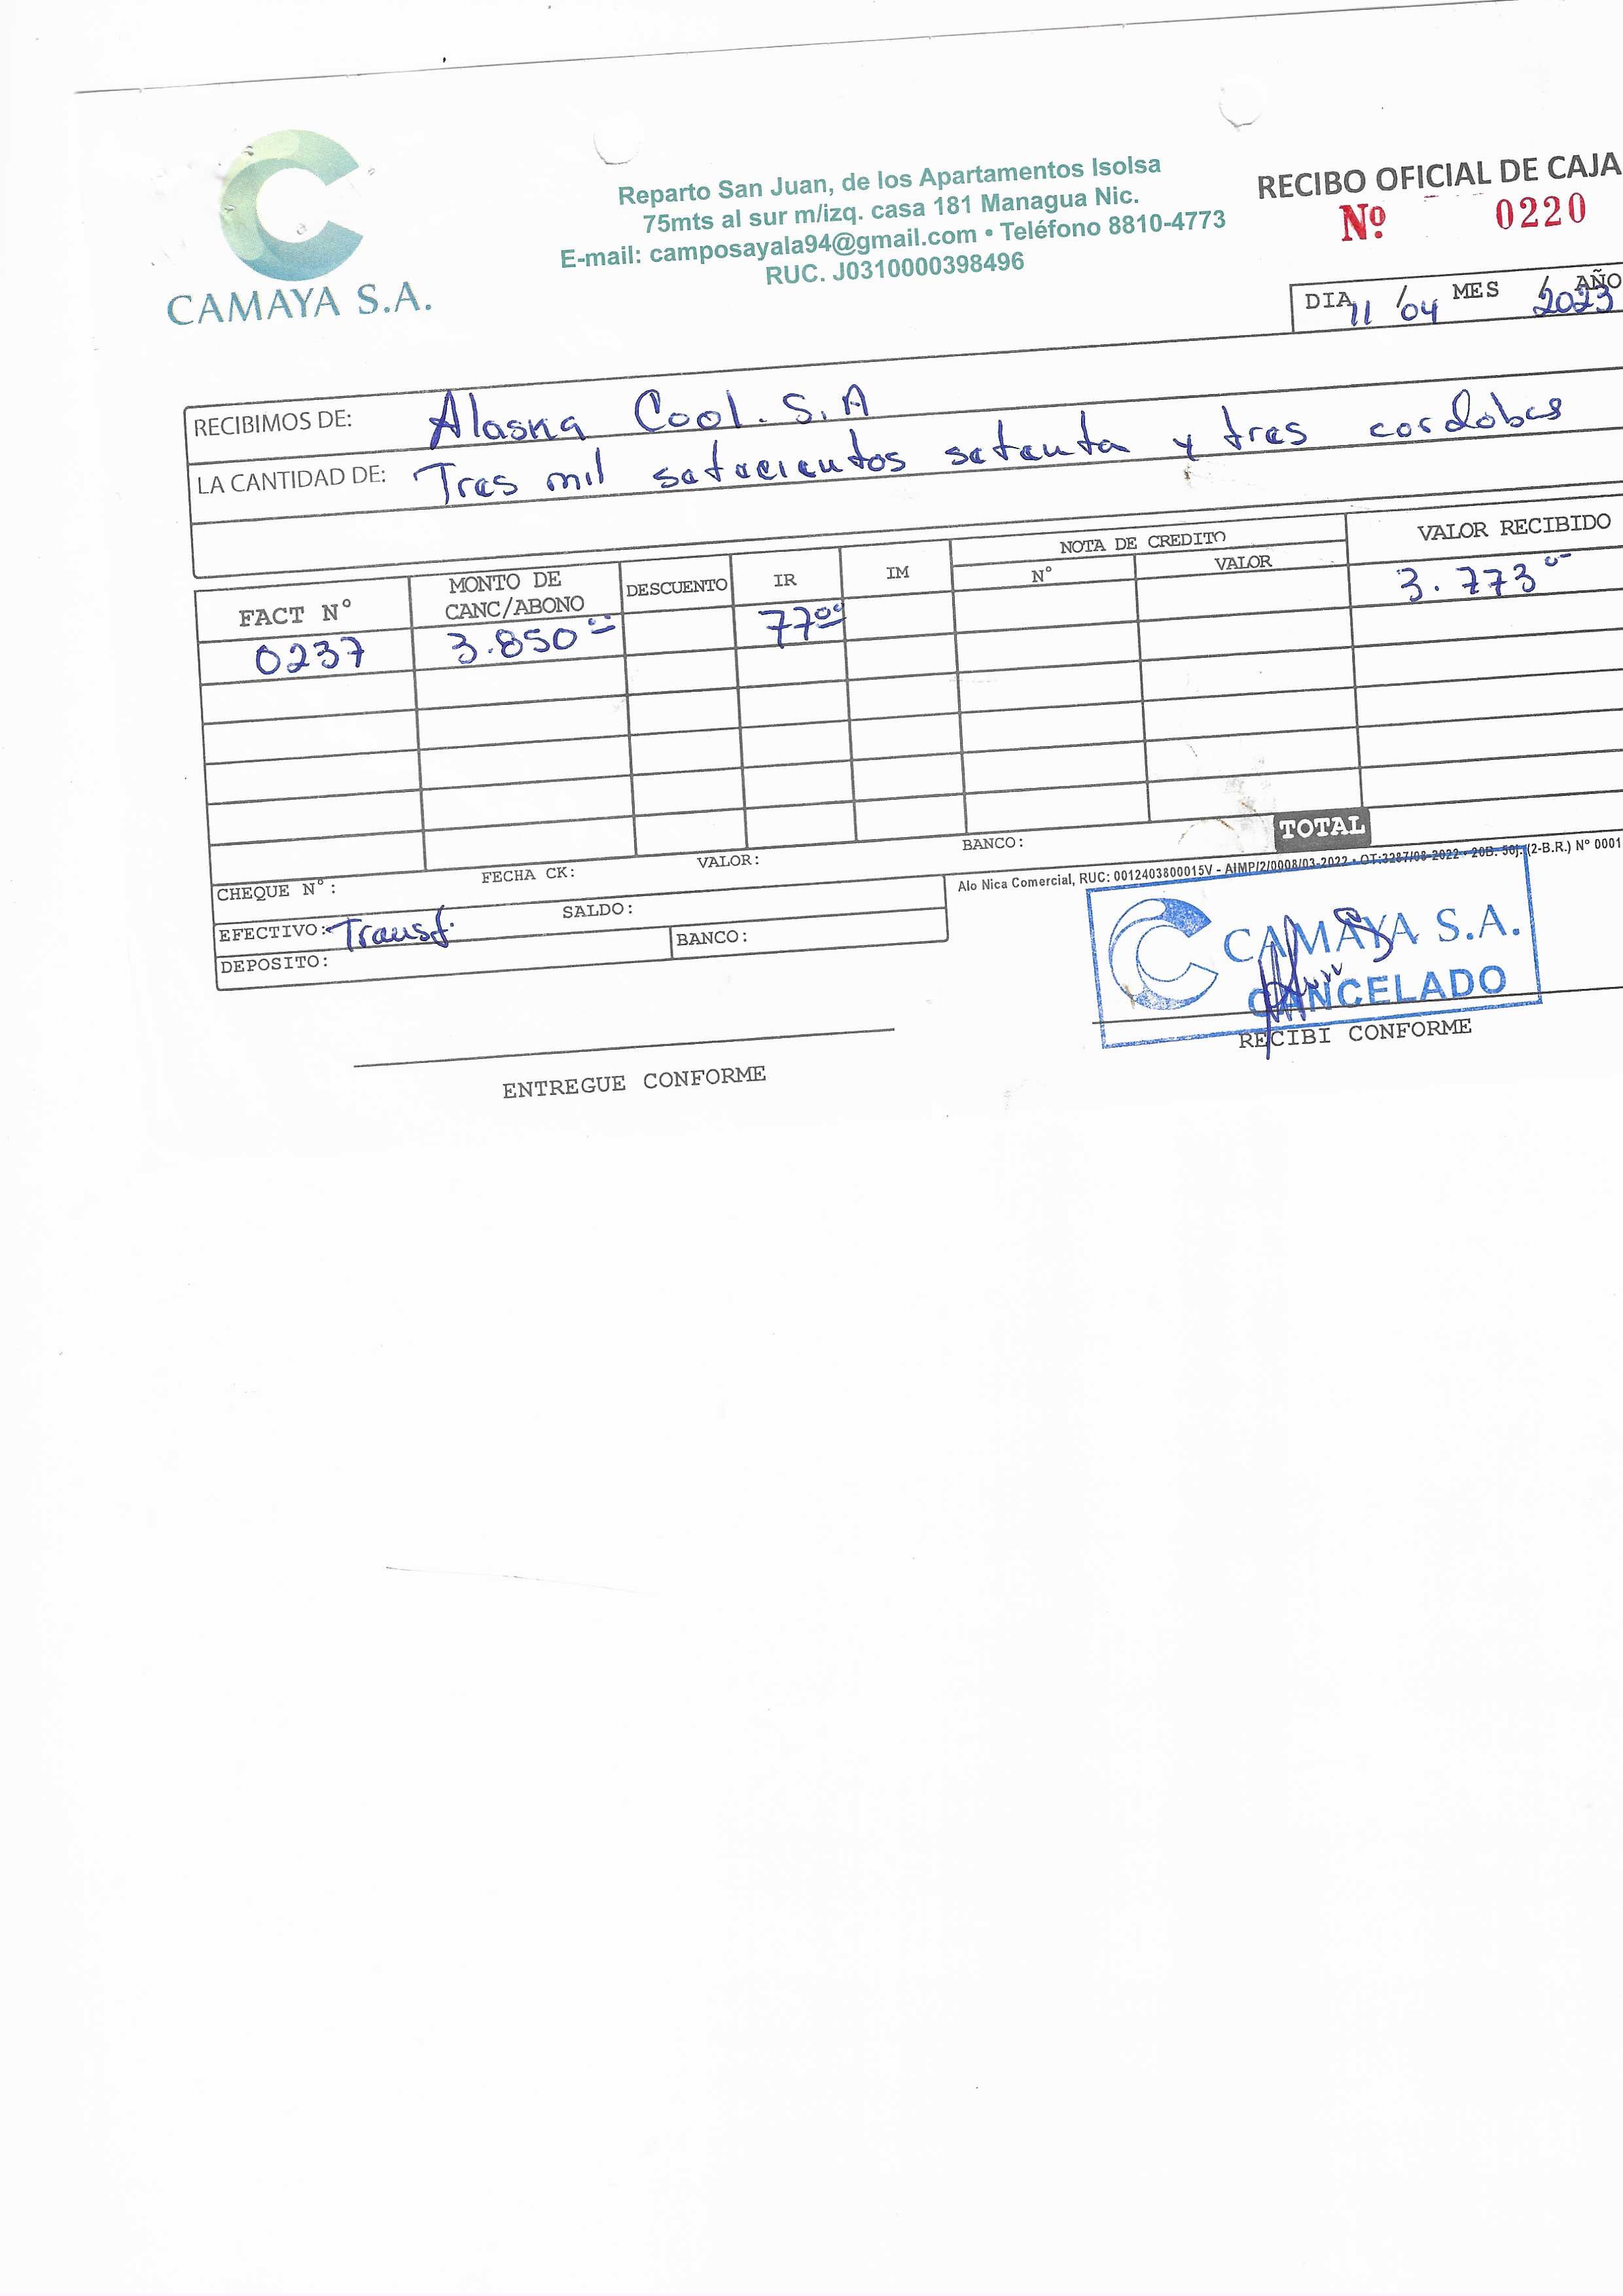 CAMAYA S.A.
Reparto San Juan, de los Apartamentos Isolsa
75mts al sur m/izq. casa 181 Managua Nic.
E-mail: camposayala94@gmail.com • Teléfono 8810-4773
RUC. J0310000398496
RECIBO OFICIAL DE CAJA
Nº 0220
DIA MES AÑO
11 / 04 / 2023
RECIBIMOS DE: Alaska Cool. S.A
LA CANTIDAD DE: Tres mil setecientos setenta y tres cordobas
FACT N° MONTO DE CANC/ABONO DESCUENTO IR IM NOTA DE CREDITO N° VALOR VALOR RECIBIDO
0237 3.850 00 77 00 3.773 00
TOTAL
CHEQUE N°: FECHA CK: VALOR: BANCO:
EFECTIVO: Transf. SALDO:
DEPOSITO: BANCO:
Alo Nica Comercial, RUC: 0012403800015V - AIMP/2/0008/03-2022 • OT:3287/08-2022 • 20B. 50j. (2-B.R.) N° 0001
CAMAYA S.A.
CANCELADO
ENTREGUE CONFORME
RECIBI CONFORME